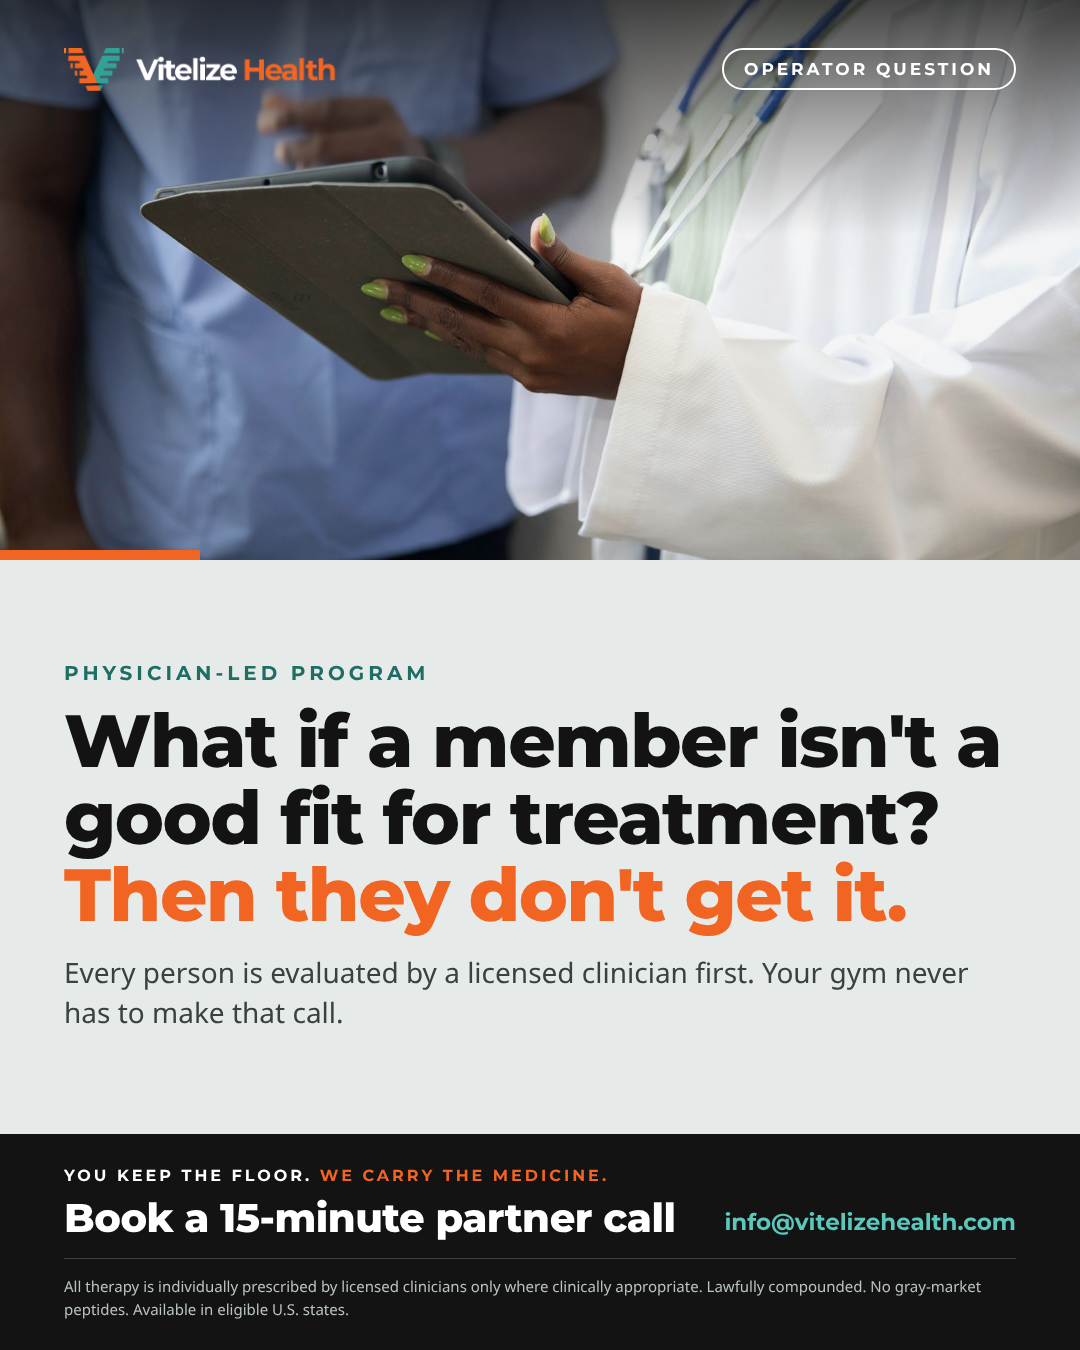 Vitelize Health
OPERATOR QUESTION
PHYSICIAN-LED PROGRAM
What if a member isn't a
good fit for treatment?
Then they don't get it.
Every person is evaluated by a licensed clinician first. Your gym never
has to make that call.
YOU KEEP THE FLOOR. WE CARRY THE MEDICINE.
Book a 15-minute partner call
info@vitelizehealth.com
All therapy is individually prescribed by licensed clinicians only where clinically appropriate. Lawfully compounded. No gray-market
peptides. Available in eligible U.S. states.